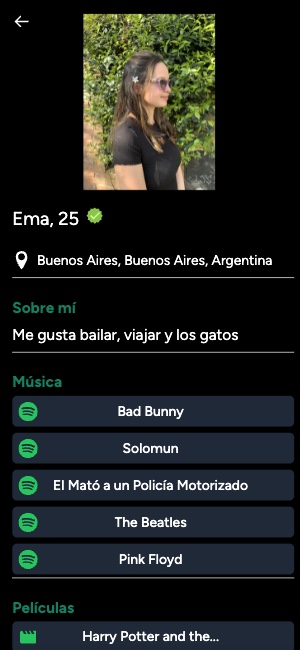 Ema, 25
Buenos Aires, Buenos Aires, Argentina
Sobre mí
Me gusta bailar, viajar y los gatos
Música
Bad Bunny
Solomun
El Mató a un Policía Motorizado
The Beatles
Pink Floyd
Películas
Harry Potter and the...